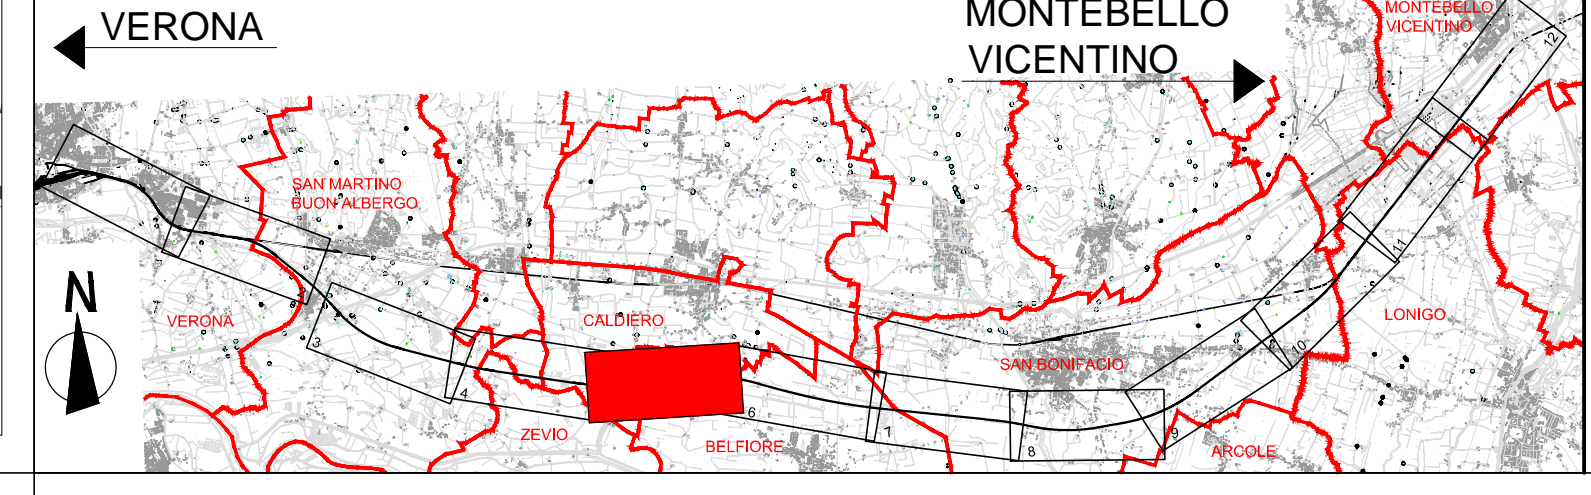 VERONA
MONTEBELLO
VICENTINO
MONTEBELLO
VICENTINO
12
SAN MARTINO
BUON ALBERGO
11
N
2
VERONA
CALDIERO
LONIGO
3
10
SAN BONIFACIO
4
6
7
9
ZEVIO
BELFIORE
8
ARCOLE